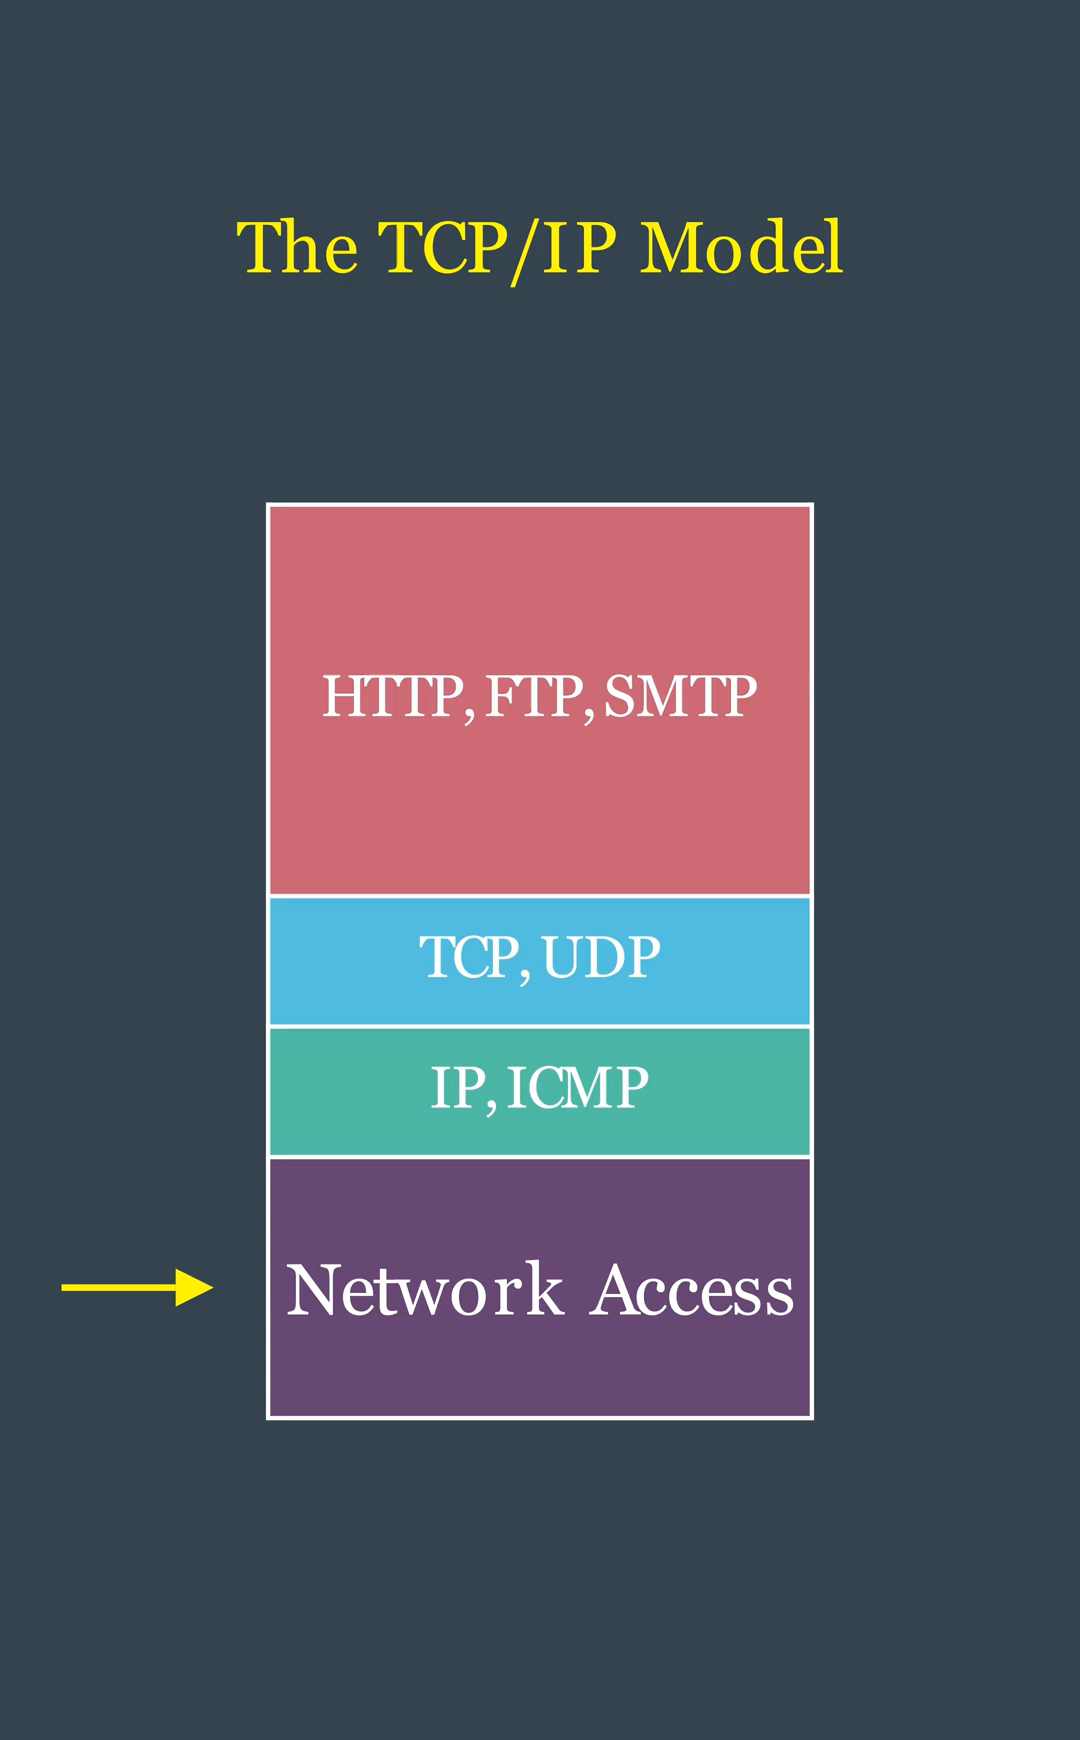 The TCP/IP Model
HTTP, FTP, SMTP
TCP, UDP
IP, ICMP
Network Access